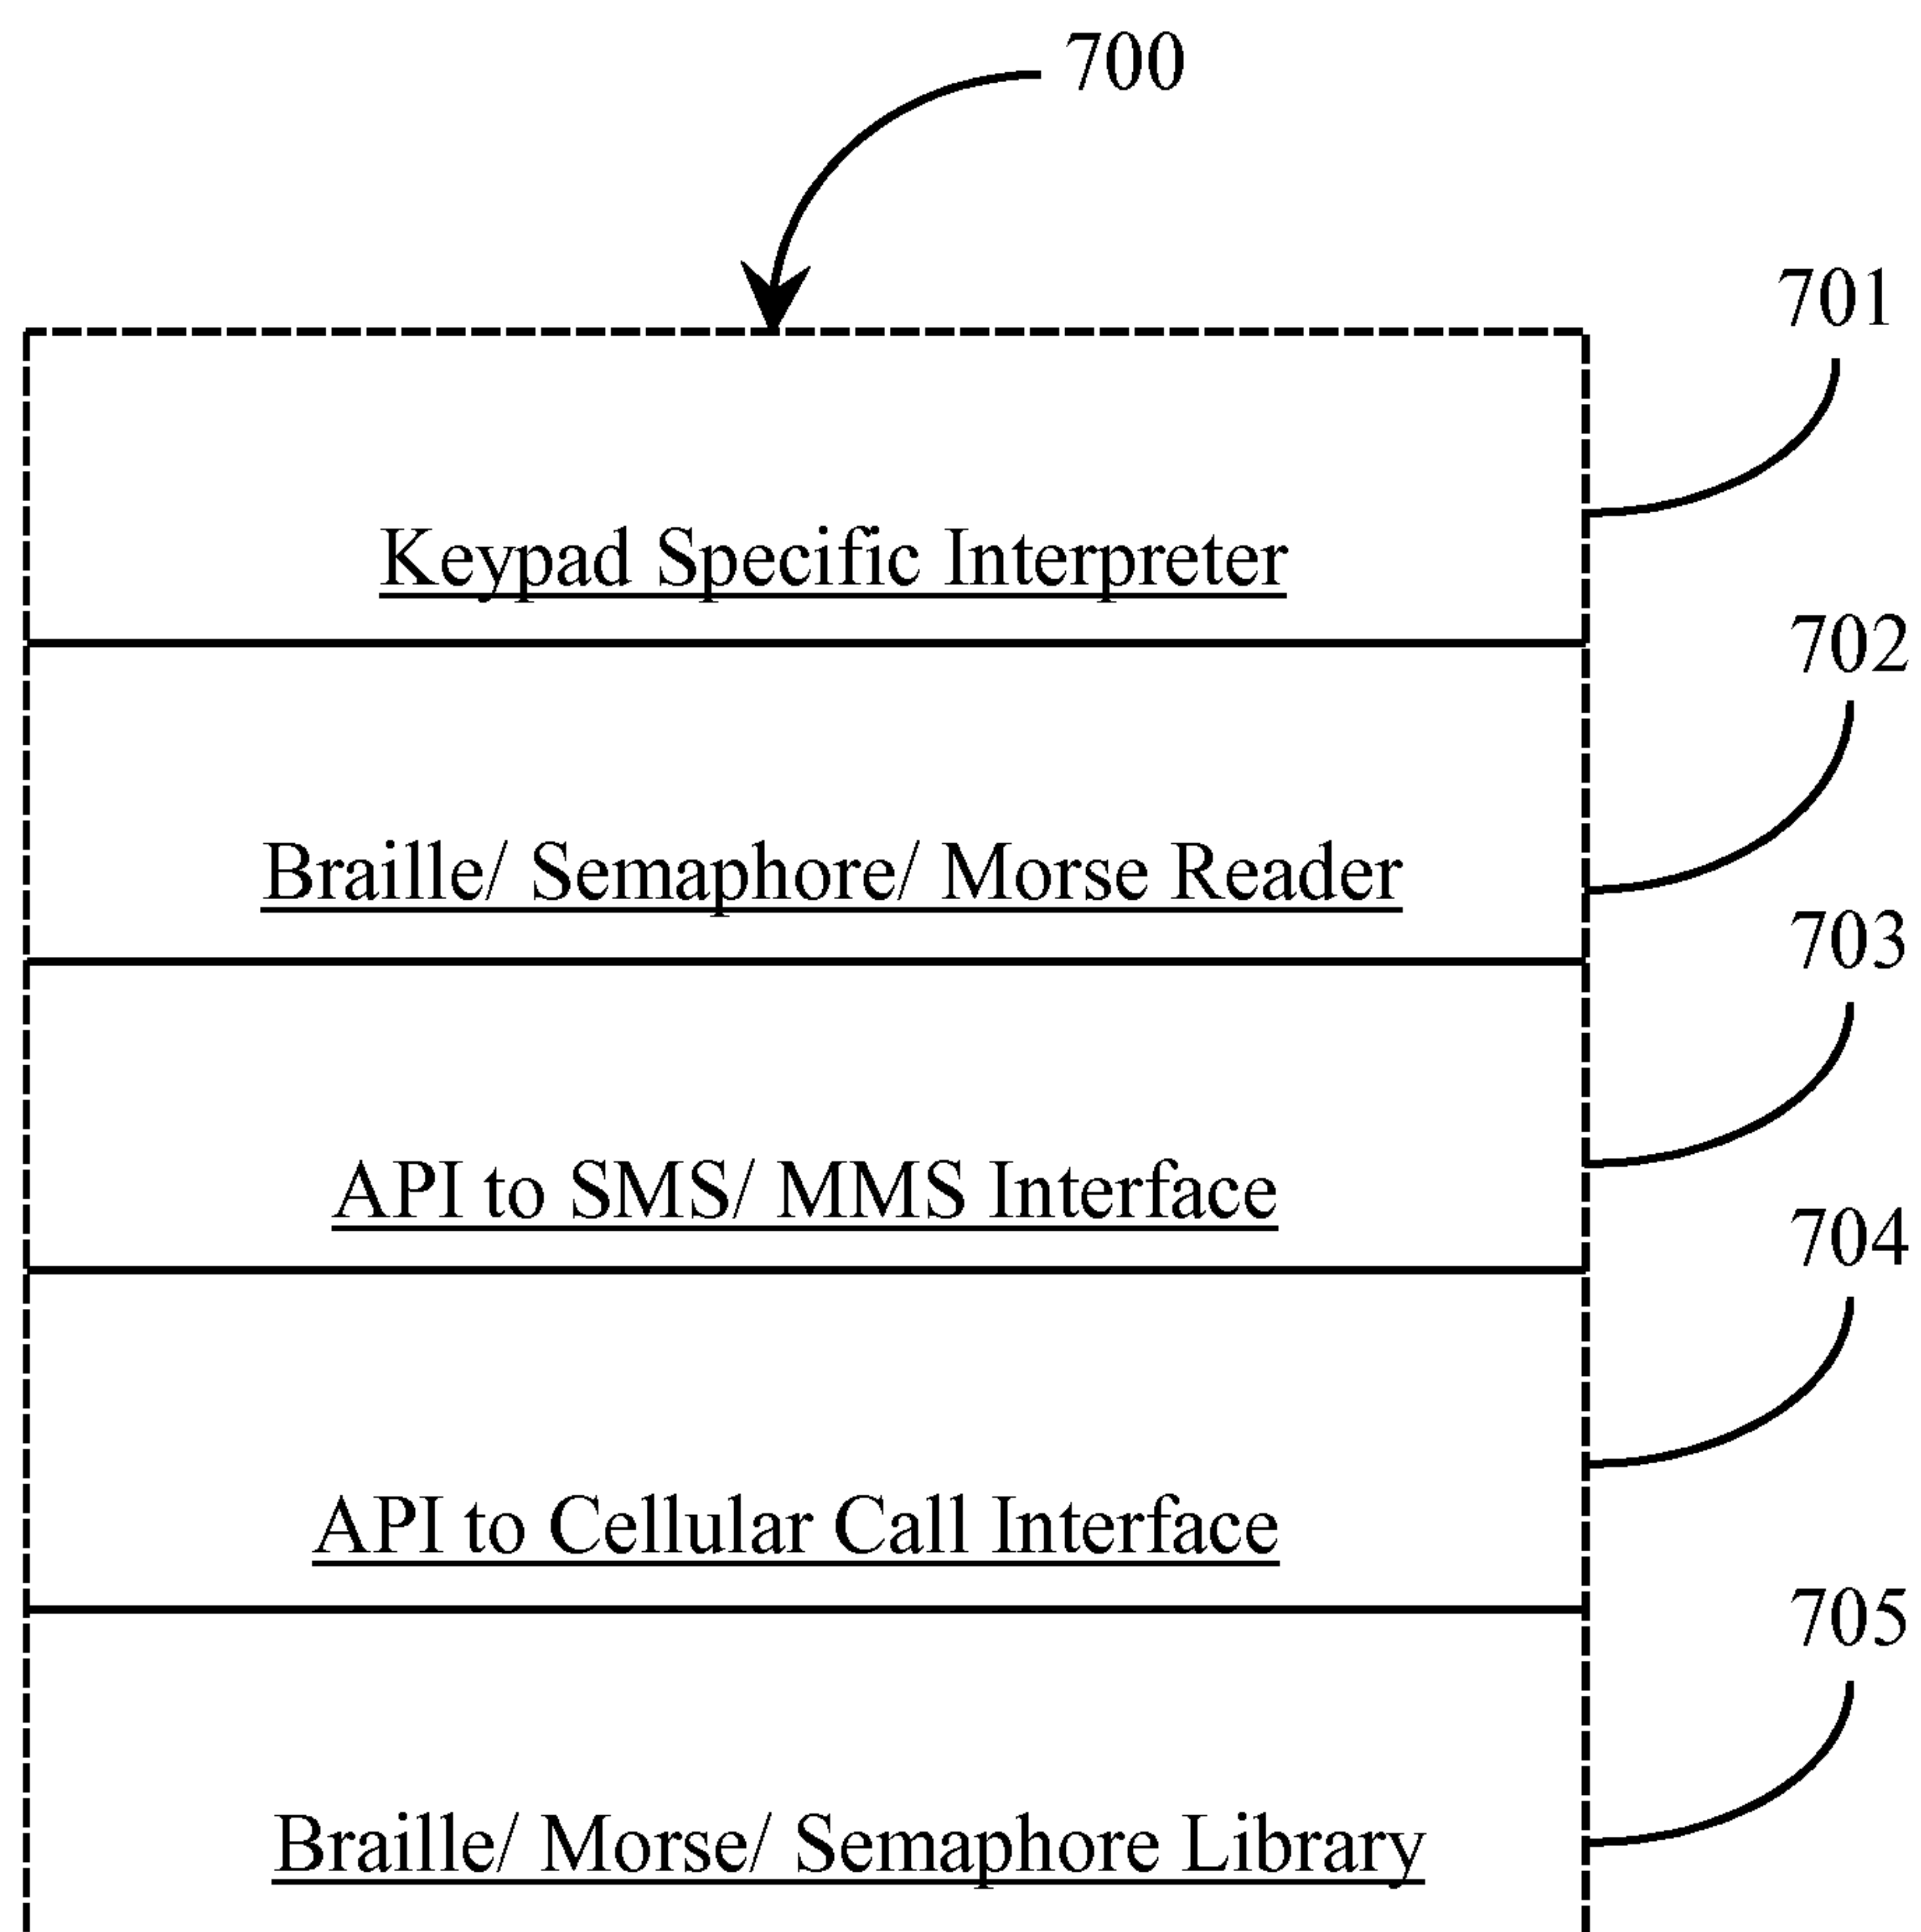 700
701
Keypad Specific Interpreter
702
Braille/ Semaphore/ Morse Reader
703
API to SMS/ MMS Interface
704
API to Cellular Call Interface
705
Braille/ Morse/ Semaphore Library